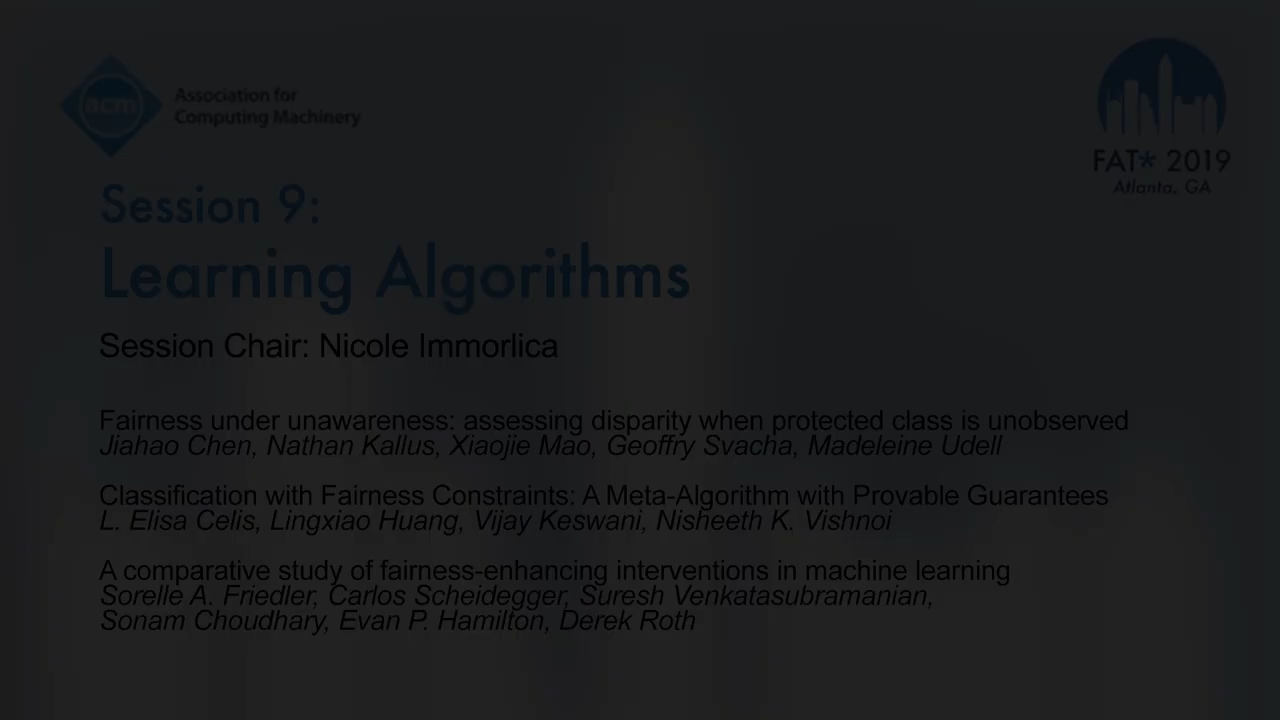 acm
Association for
Computing Machinery
FAT* 2019
Atlanta, GA
Session 9:
Learning Algorithms
Session Chair: Nicole Immorlica
Fairness under unawareness: assessing disparity when protected class is unobserved
Jiahao Chen, Nathan Kallus, Xiaojie Mao, Geoffry Svacha, Madeleine Udell
Classification with Fairness Constraints: A Meta-Algorithm with Provable Guarantees
L. Elisa Celis, Lingxiao Huang, Vijay Keswani, Nisheeth K. Vishnoi
A comparative study of fairness-enhancing interventions in machine learning
Sorelle A. Friedler, Carlos Scheidegger, Suresh Venkatasubramanian,
Sonam Choudhary, Evan P. Hamilton, Derek Roth